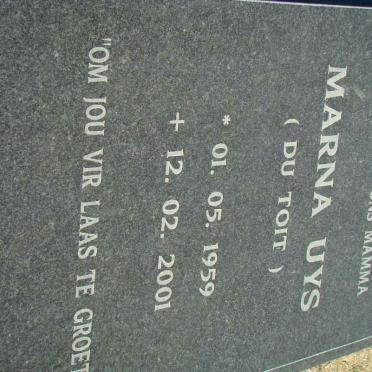 ONS MAMMA
MARNA UYS
( DU TOIT )
* 01. 05. 1959
+ 12. 02. 2001
"OM JOU VIR LAAS TE GROET